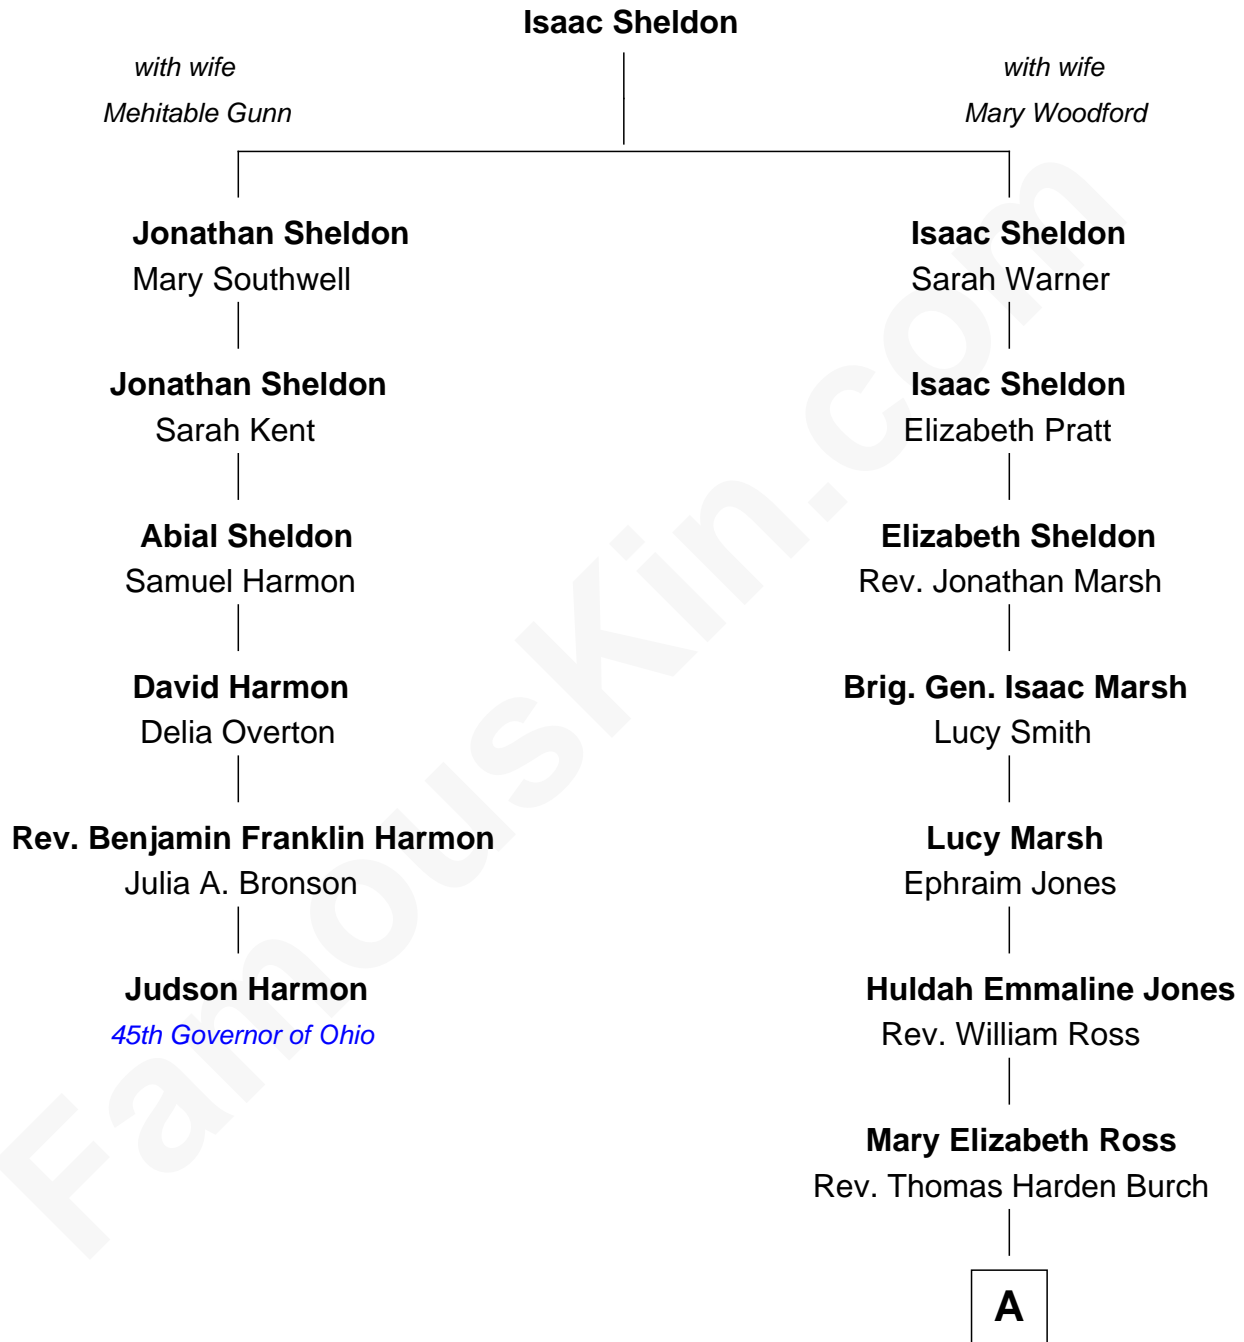 Isaac Sheldon
with wife
Mehitable Gunn
with wife
Mary Woodford
Jonathan Sheldon
Mary Southwell
Isaac Sheldon
Sarah Warner
Jonathan Sheldon
Sarah Kent
Isaac Sheldon
Elizabeth Pratt
Abial Sheldon
Samuel Harmon
Elizabeth Sheldon
Rev. Jonathan Marsh
David Harmon
Delia Overton
Brig. Gen. Isaac Marsh
Lucy Smith
Rev. Benjamin Franklin Harmon
Julia A. Bronson
Lucy Marsh
Ephraim Jones
Judson Harmon
45th Governor of Ohio
Huldah Emmaline Jones
Rev. William Ross
Mary Elizabeth Ross
Rev. Thomas Harden Burch
A
FamousKin.com